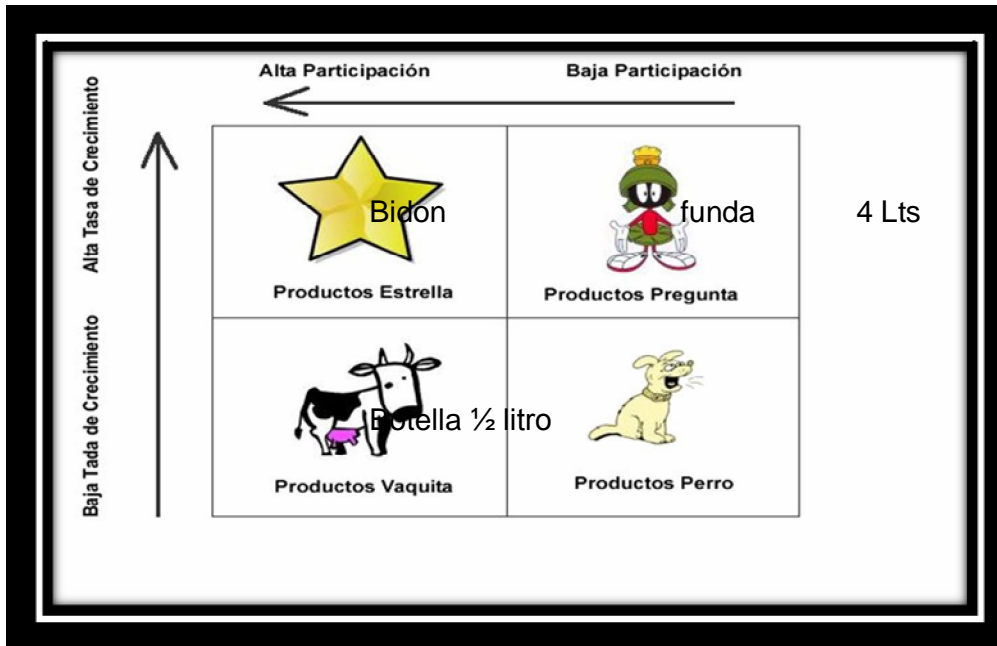 Alta Participación
Baja Participación
Alta Tasa de Crecimiento
Bidon
funda 4 Lts
Productos Estrella
Productos Pregunta
Baja Tada de Crecimiento
Botella ½ litro
Productos Vaquita
Productos Perro